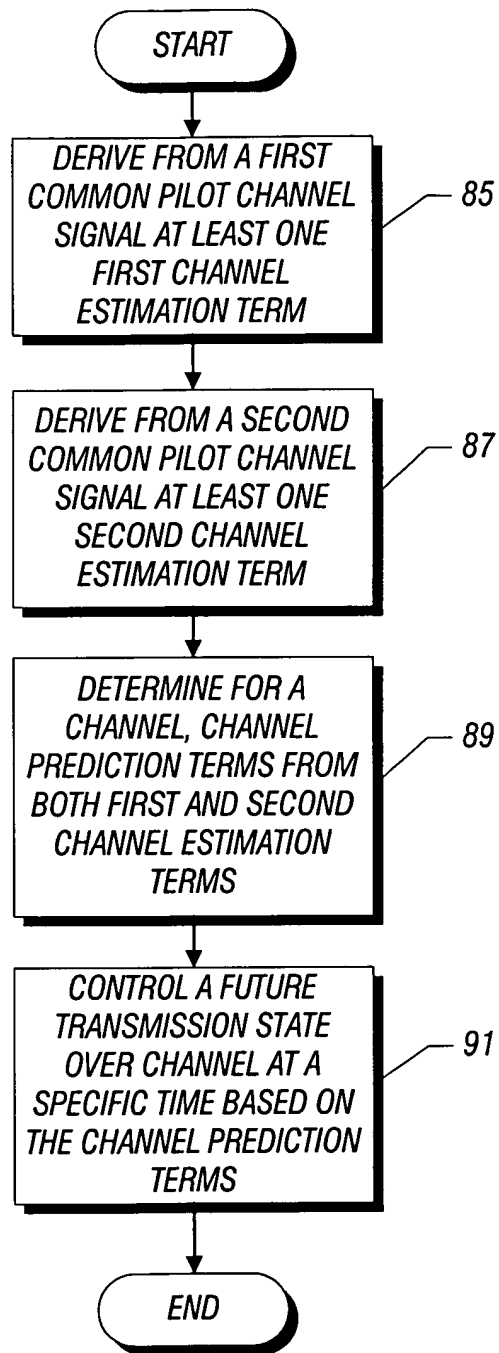 START
DERIVE FROM A FIRST
COMMON PILOT CHANNEL
SIGNAL AT LEAST ONE
FIRST CHANNEL
ESTIMATION TERM
85
DERIVE FROM A SECOND
COMMON PILOT CHANNEL
SIGNAL AT LEAST ONE
SECOND CHANNEL
ESTIMATION TERM
87
DETERMINE FOR A
CHANNEL, CHANNEL
PREDICTION TERMS FROM
BOTH FIRST AND SECOND
CHANNEL ESTIMATION
TERMS
89
CONTROL A FUTURE
TRANSMISSION STATE
OVER CHANNEL AT A
SPECIFIC TIME BASED ON
THE CHANNEL PREDICTION
TERMS
91
END